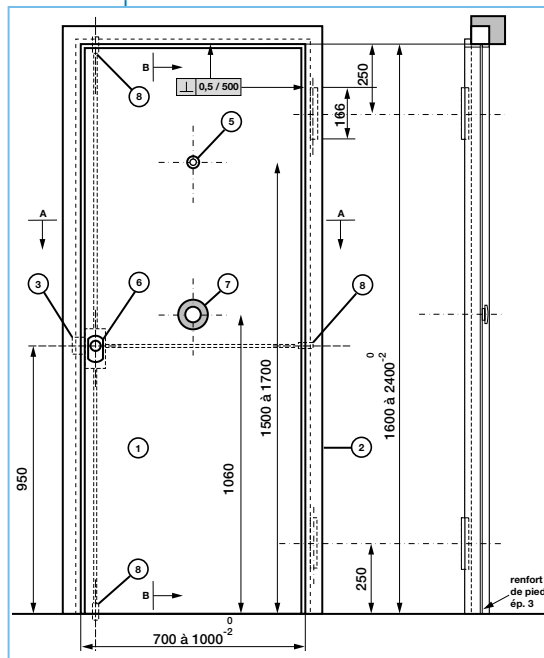 B
8
⊥ 0,5 / 500
250
166
5
A
A
3
6
7
8
1500 à 1700
1600 à 2400 0 -2
950
1
1060
2
8
B
250
renfort
de pied
ép. 3
700 à 1000 0 -2